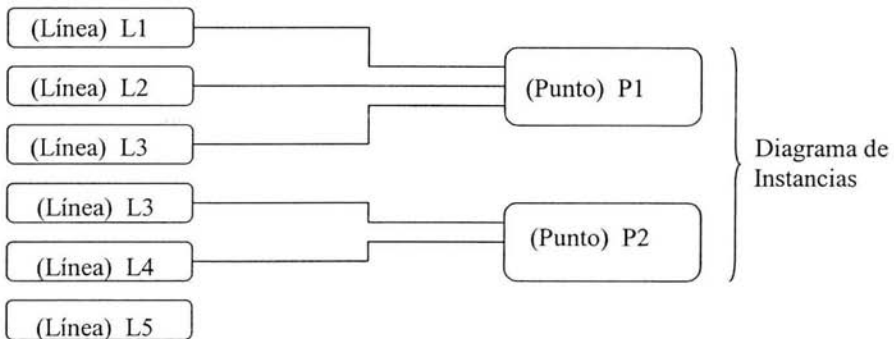 (Línea) L1
(Línea) L2
(Línea) L3
(Línea) L3
(Línea) L4
(Línea) L5
(Punto) P1
(Punto) P2
Diagrama de
Instancias